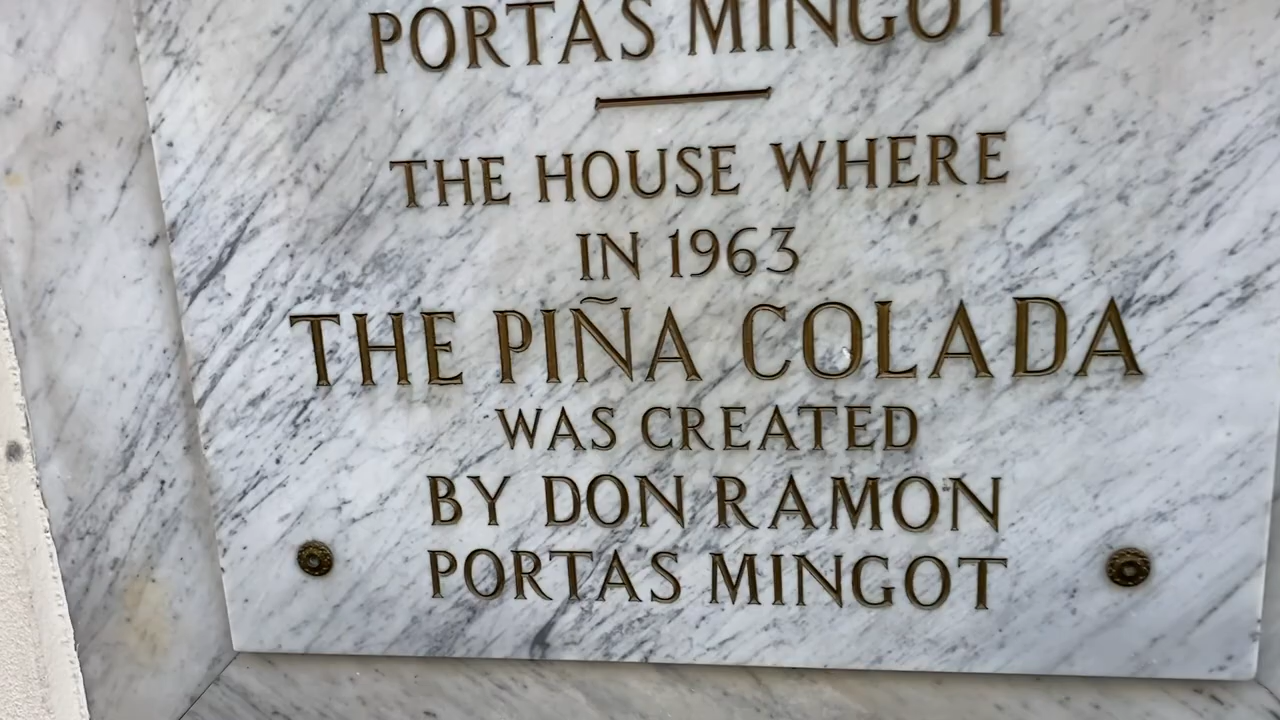 PORTAS MINGOT
THE HOUSE WHERE
IN 1963
THE PIÑA COLADA
WAS CREATED
BY DON RAMON
PORTAS MINGOT